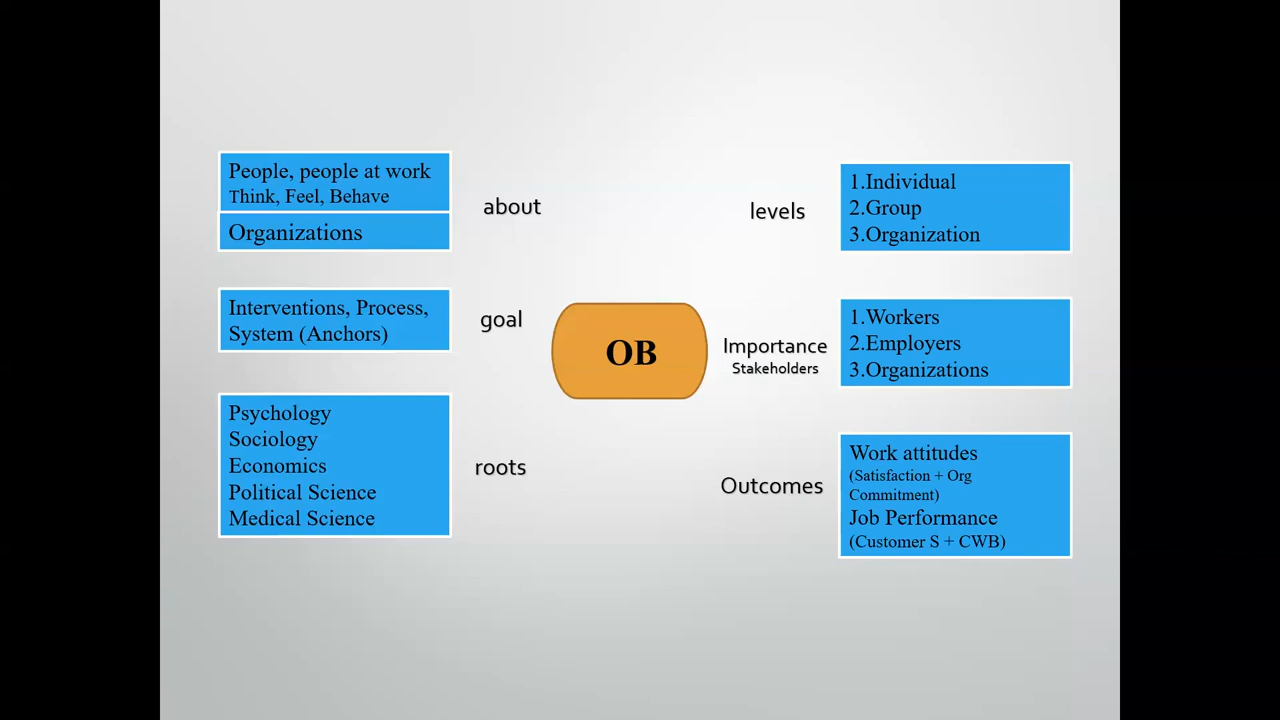 People, people at work
Think, Feel, Behave
Organizations
about
Interventions, Process,
System (Anchors)
goal
Psychology
Sociology
Economics
Political Science
Medical Science
roots
OB
levels
1.Individual
2.Group
3.Organization
Importance
Stakeholders
1.Workers
2.Employers
3.Organizations
Outcomes
Work attitudes
(Satisfaction + Org
Commitment)
Job Performance
(Customer S + CWB)